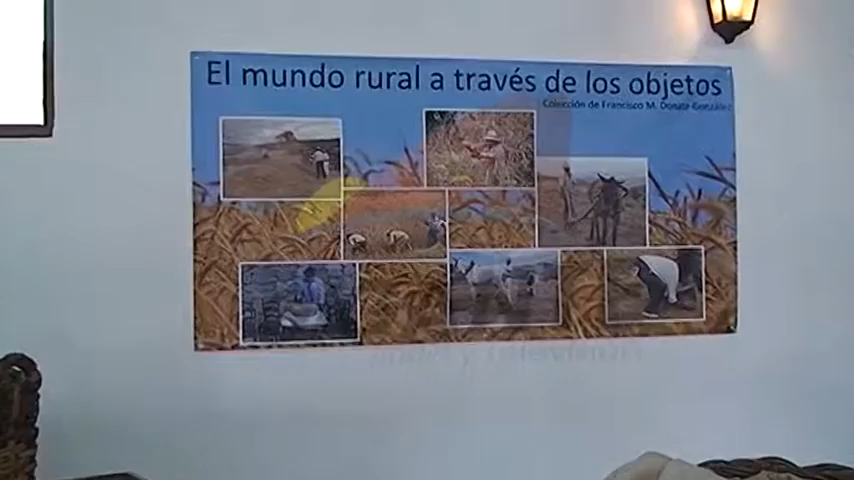 El mundo rural a través de los objetos
Colección de Francisco M. Donate González